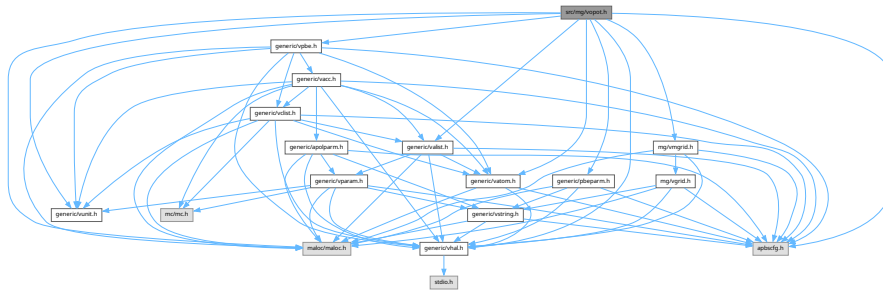 src/mg/vopot.h
generic/vpbe.h
generic/vacc.h
generic/vclist.h
generic/apolparm.h
generic/valist.h
mg/vmgrid.h
generic/vparam.h
generic/vatom.h
generic/pbeparm.h
mg/vgrid.h
generic/vunit.h
mc/mc.h
generic/vstring.h
maloc/maloc.h
generic/vhal.h
apbscfg.h
stdio.h